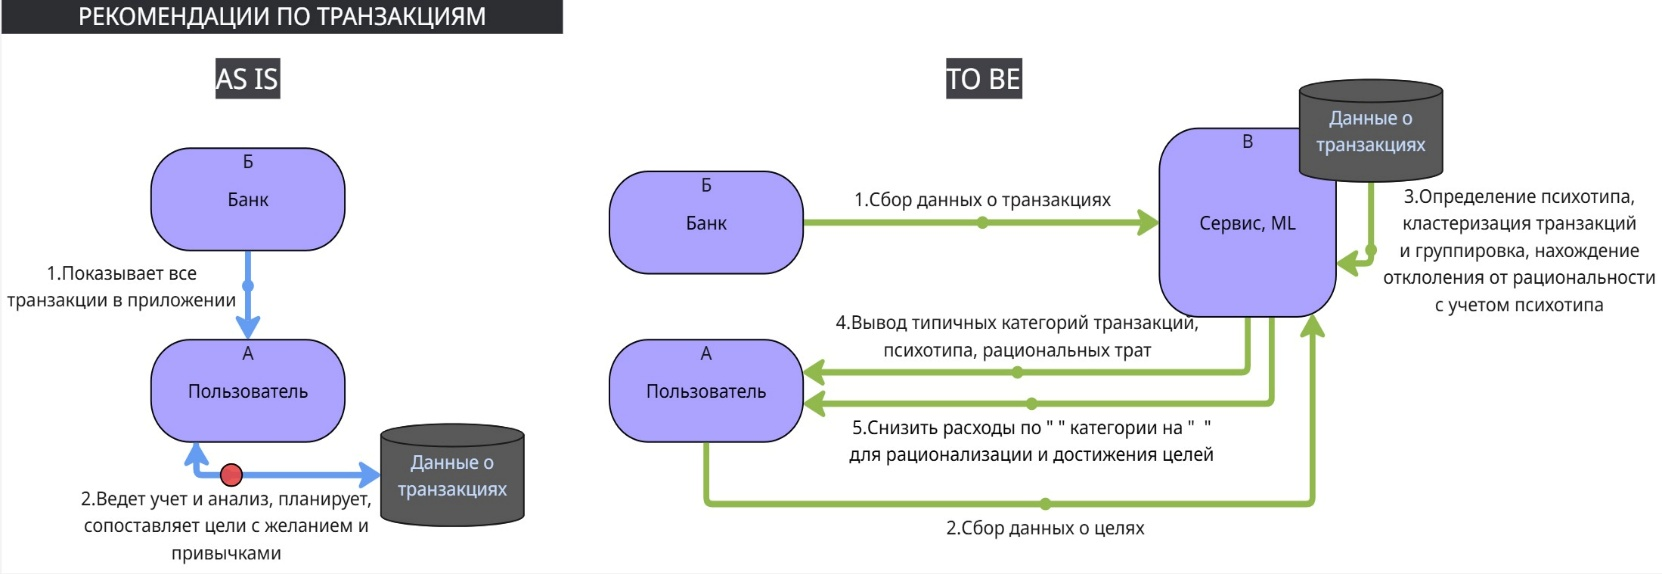 РЕКОМЕНДАЦИИ ПО ТРАНЗАКЦИЯМ
AS IS
Б
Банк
1.Показывает все
транзакции в приложении
А
Пользователь
Данные о
транзакциях
2.Ведет учет и анализ, планирует,
сопоставляет цели с желанием и
привычками
TO BE
Б
Банк
1.Сбор данных о транзакциях
В
Сервис, ML
Данные о
транзакциях
3.Определение психотипа,
кластеризация транзакций
и группировка, нахождение
отклоления от рациональности
с учетом психотипа
4.Вывод типичных категорий транзакций,
психотипа, рациональных трат
А
Пользователь
5.Снизить расходы по " " категории на "  "
для рационализации и достижения целей
2.Сбор данных о целях